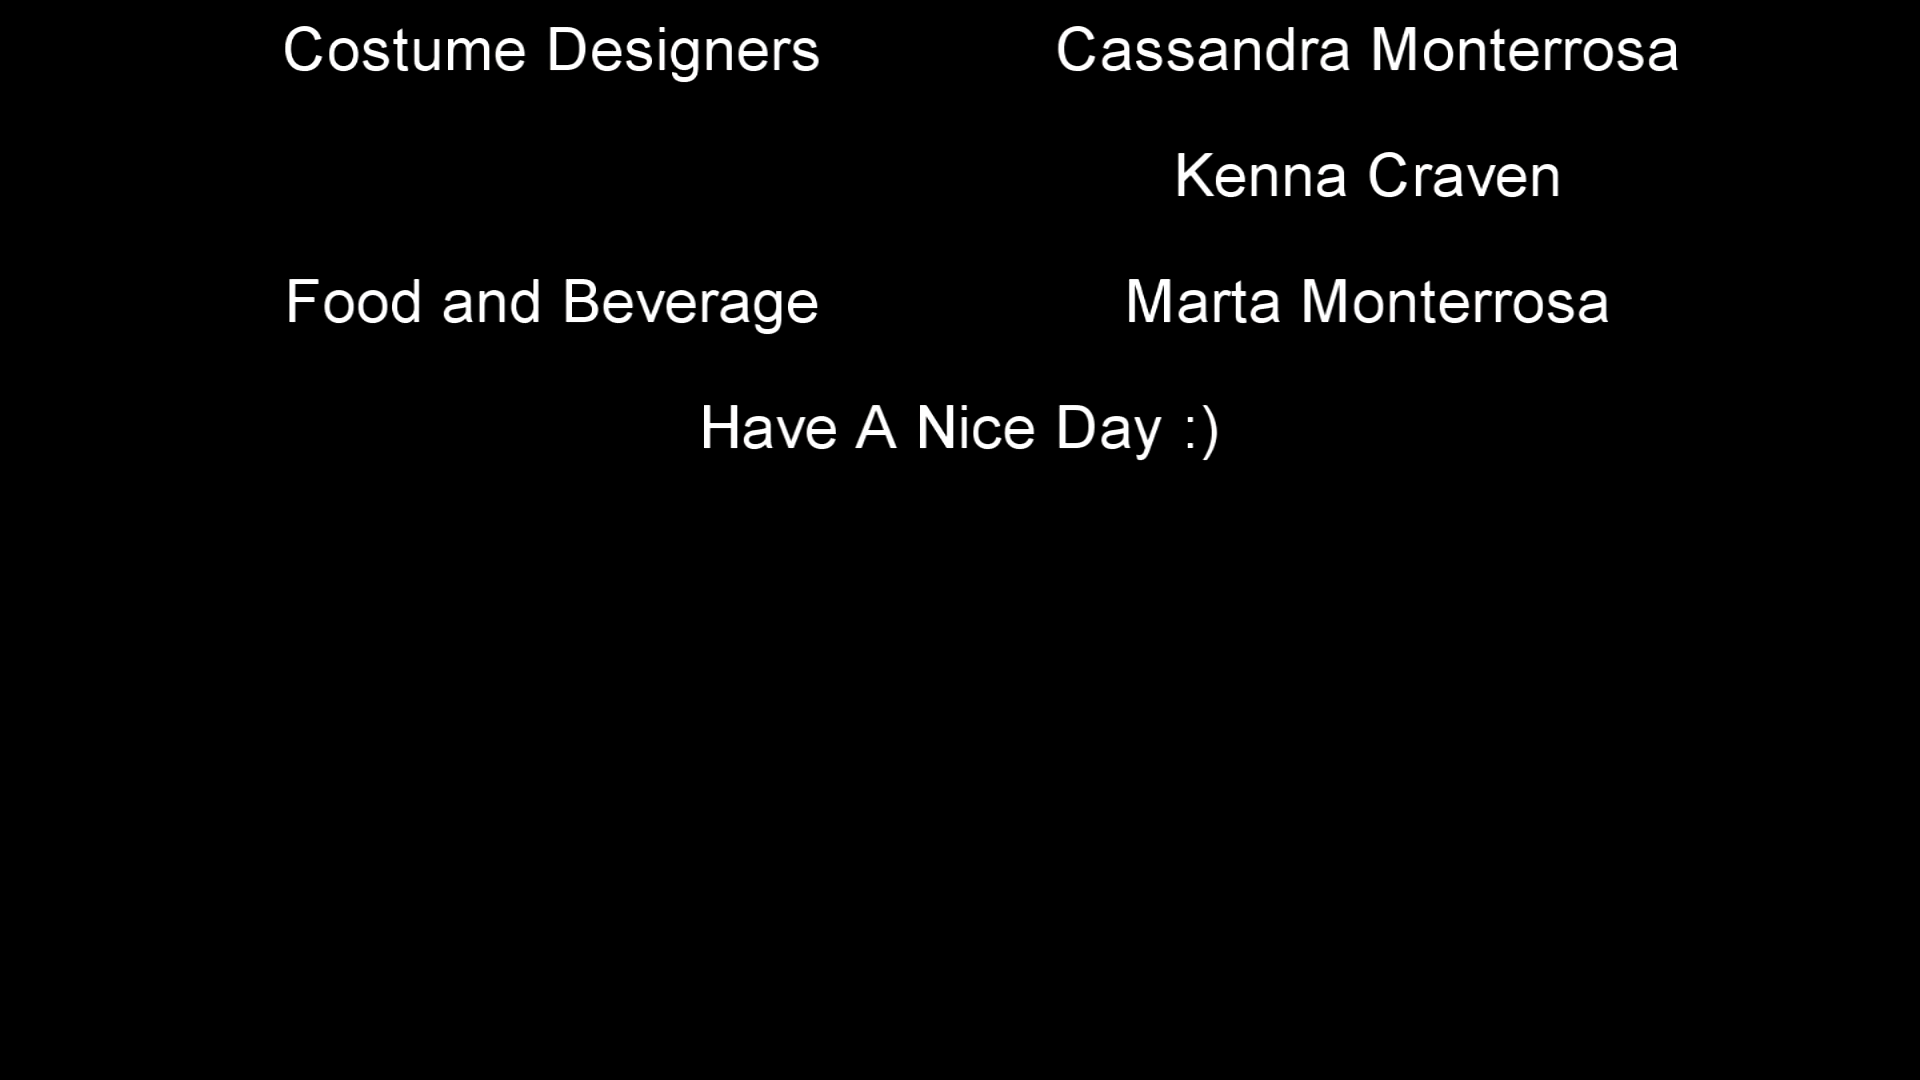 Costume Designers Cassandra Monterrosa
Kenna Craven
Food and Beverage Marta Monterrosa
Have A Nice Day :)